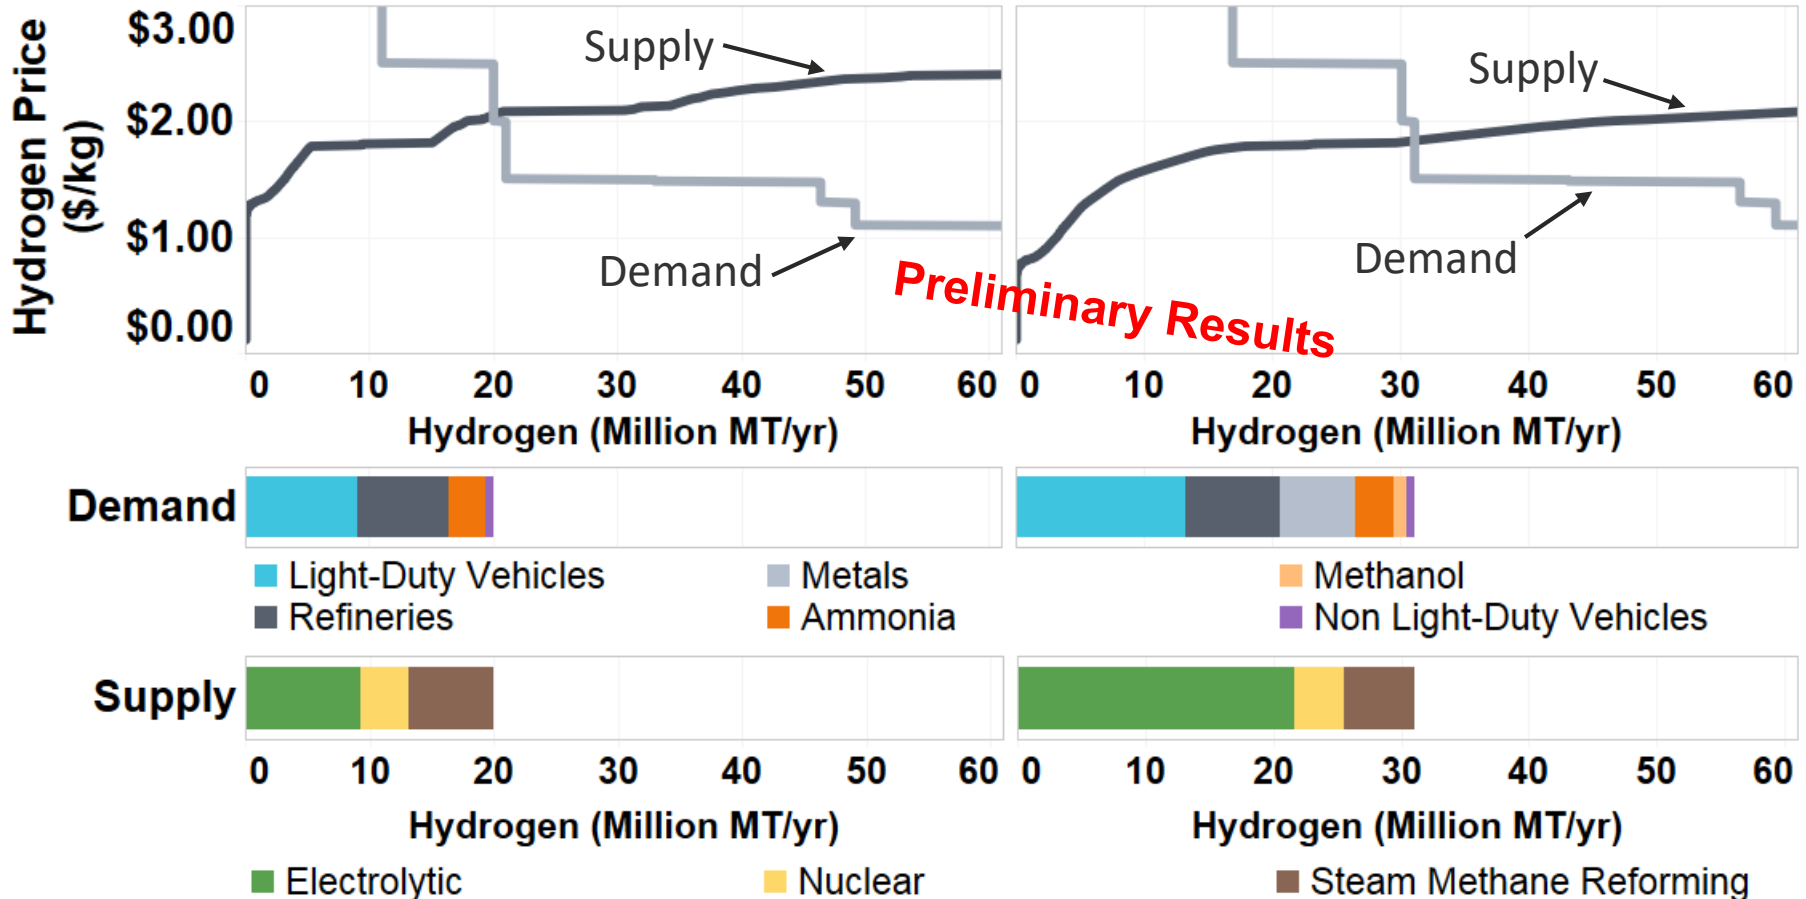 Hydrogen Price
($/kg)
$3.00
$2.00
$1.00
$0.00
Supply
Demand
Supply
Demand
Preliminary Results
0 10 20 30 40 50 60
0 10 20 30 40 50 60
Hydrogen (Million MT/yr)
Hydrogen (Million MT/yr)
Demand
Light-Duty Vehicles
Metals
Methanol
Refineries
Ammonia
Non Light-Duty Vehicles
Supply
0 10 20 30 40 50 60
0 10 20 30 40 50 60
Hydrogen (Million MT/yr)
Hydrogen (Million MT/yr)
Electrolytic
Nuclear
Steam Methane Reforming